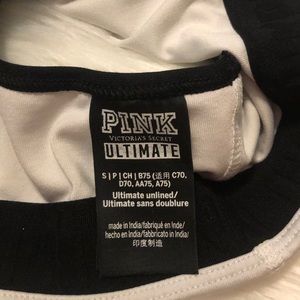 PINK
VICTORIA'S SECRET
ULTIMATE
S | P | CH | B75 (适用 C70,
D70, AA75, A75)
Ultimate unlined/
Ultimate sans doublure
made in India/fabriqué en Inde/
hecho en India/fabbricato in India/
印度制造